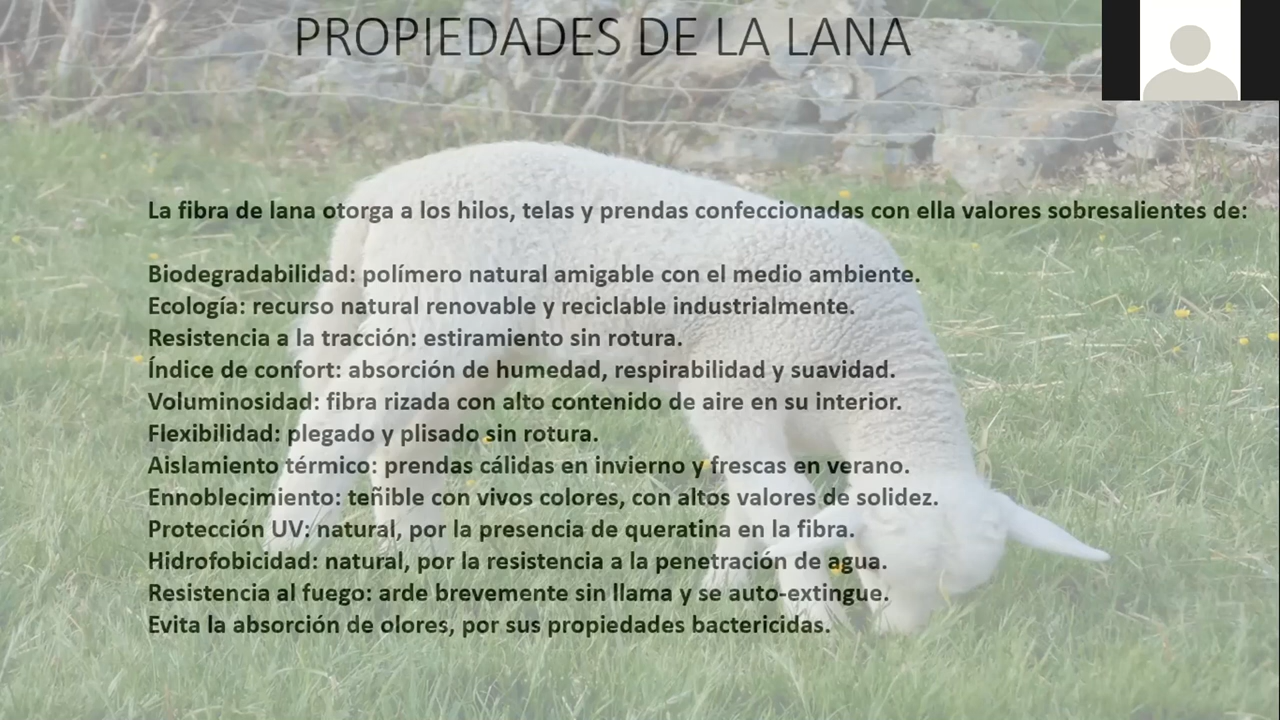 PROPIEDADES DE LA LANA
La fibra de lana otorga a los hilos, telas y prendas confeccionadas con ella valores sobresalientes de:
Biodegradabilidad: polímero natural amigable con el medio ambiente.
Ecología: recurso natural renovable y reciclable industrialmente.
Resistencia a la tracción: estiramiento sin rotura.
Índice de confort: absorción de humedad, respirabilidad y suavidad.
Voluminosidad: fibra rizada con alto contenido de aire en su interior.
Flexibilidad: plegado y plisado sin rotura.
Aislamiento térmico: prendas cálidas en invierno y frescas en verano.
Ennoblecimiento: teñible con vivos colores, con altos valores de solidez.
Protección UV: natural, por la presencia de queratina en la fibra.
Hidrofobicidad: natural, por la resistencia a la penetración de agua.
Resistencia al fuego: arde brevemente sin llama y se auto-extingue.
Evita la absorción de olores, por sus propiedades bactericidas.